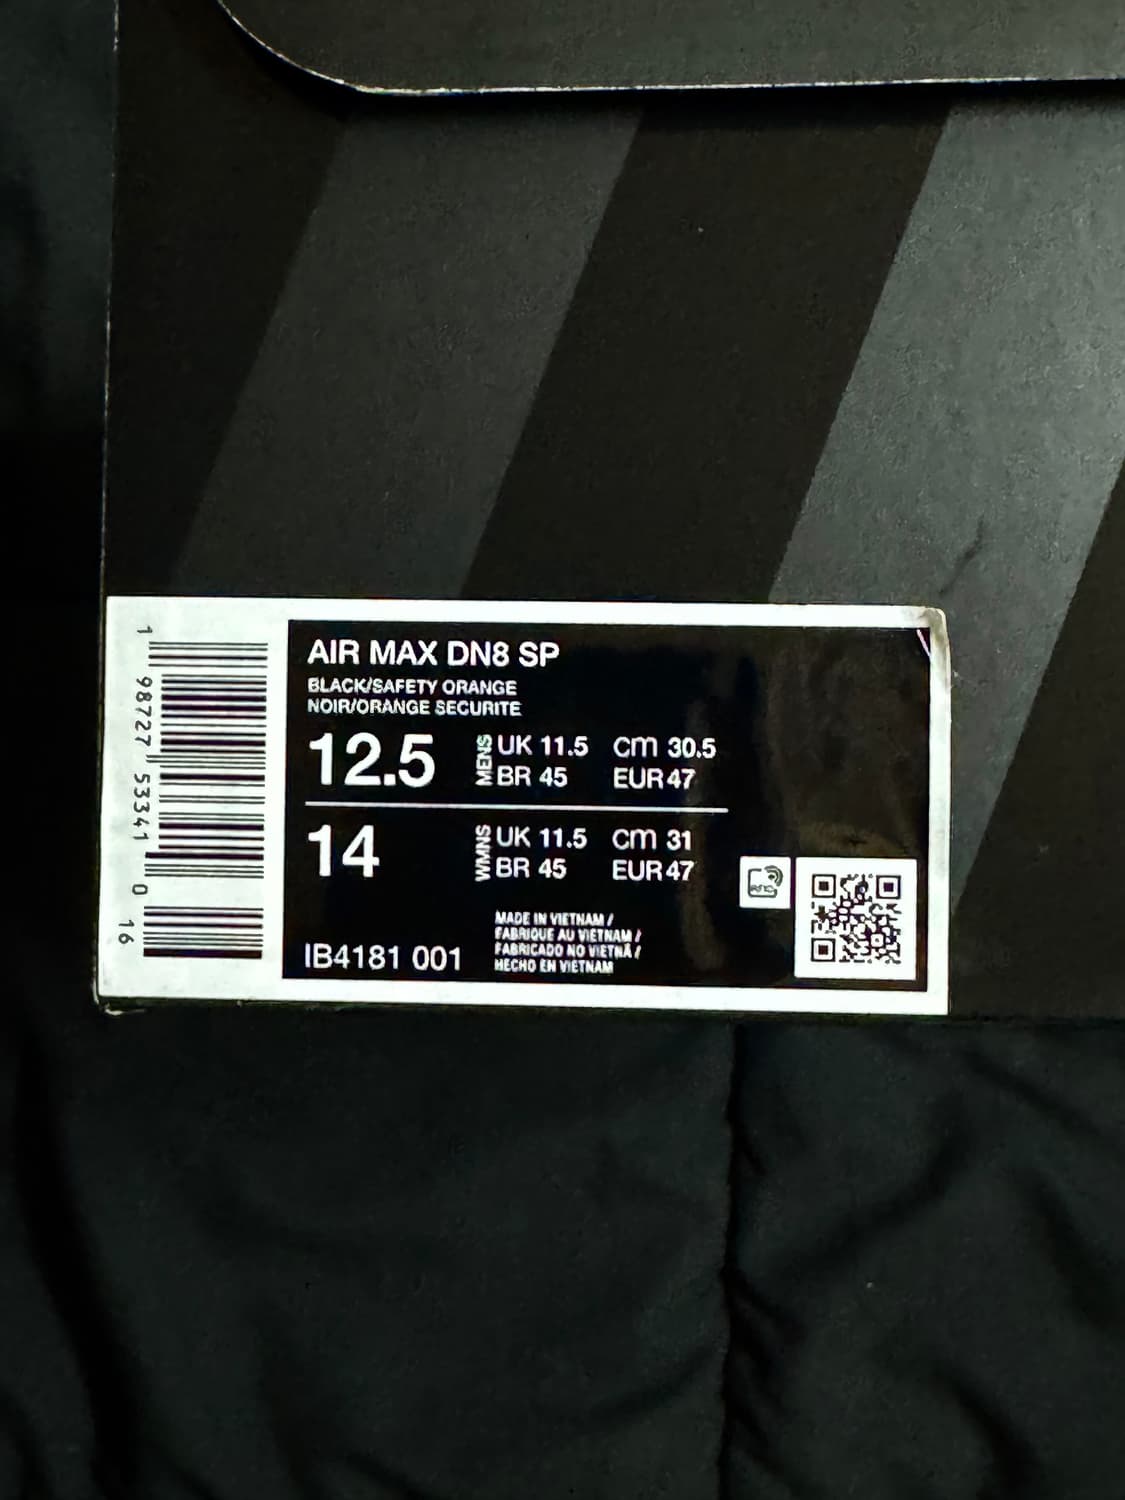 1 98727 53341 0 16
AIR MAX DN8 SP
BLACK/SAFETY ORANGE
NOIR/ORANGE SECURITE
12.5 MENS UK 11.5 cm 30.5
BR 45 EUR 47
14 WMNS UK 11.5 cm 31
BR 45 EUR 47
MADE IN VIETNAM /
FABRIQUE AU VIETNAM /
FABRICADO NO VIETNÃ /
HECHO EN VIETNAM
IB4181 001
RFID